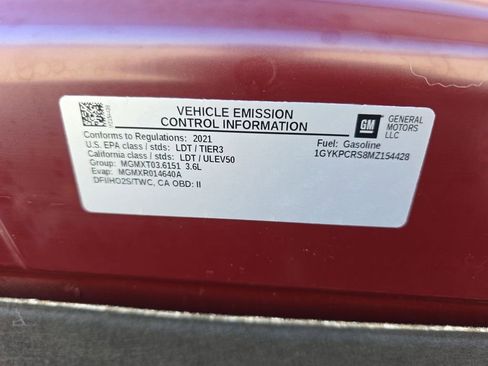 VEHICLE EMISSION
CONTROL INFORMATION
GM
GENERAL
MOTORS
LLC
Conforms to Regulations: 2021
U.S. EPA class / stds: LDT / TIER3
California class / stds: LDT / ULEV50
Group: MGMXT03.6151 3.6L
Evap: MGMXR014640A
DFI/HO2S/TWC, CA OBD: II
Fuel: Gasoline
1GYKPCRS8MZ154428